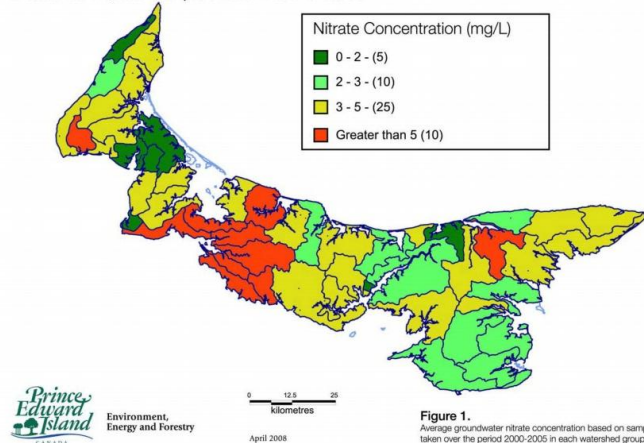 Nitrate Concentration (mg/L)
0 - 2 - (5)
2 - 3 - (10)
3 - 5 - (25)
Greater than 5 (10)
Prince
Edward
Island
CANADA
Environment,
Energy and Forestry
0 12.5 25
kilometres
April 2008
Figure 1.
Average groundwater nitrate concentration based on
taken over the period 2000-2005 in each watershed